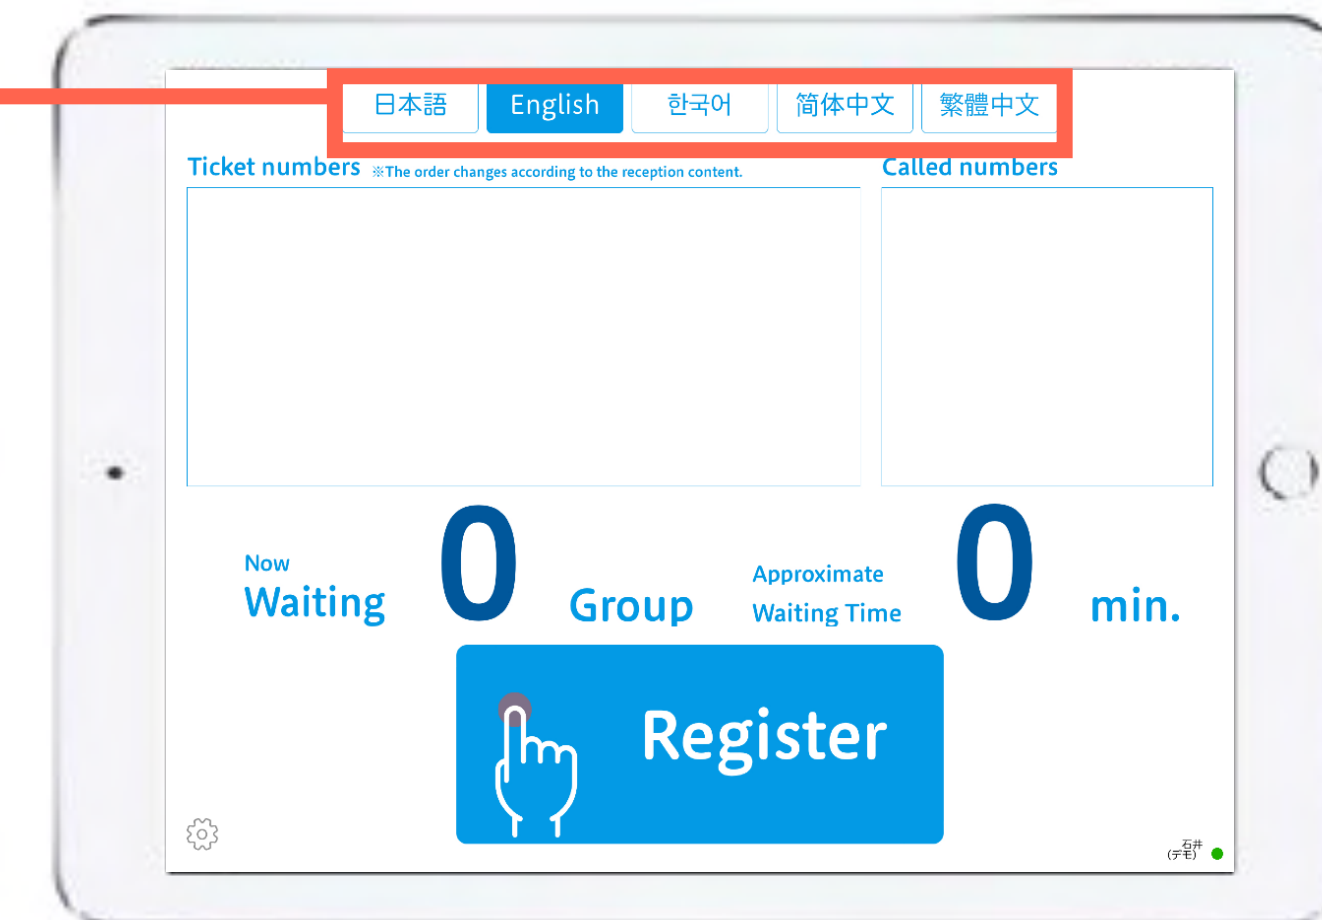 日本語 English 한국어 简体中文 繁體中文
Ticket numbers ※The order changes according to the reception content.
Called numbers
Now
Waiting 0 Group
Approximate
Waiting Time 0 min.
Register
石井
(デモ)